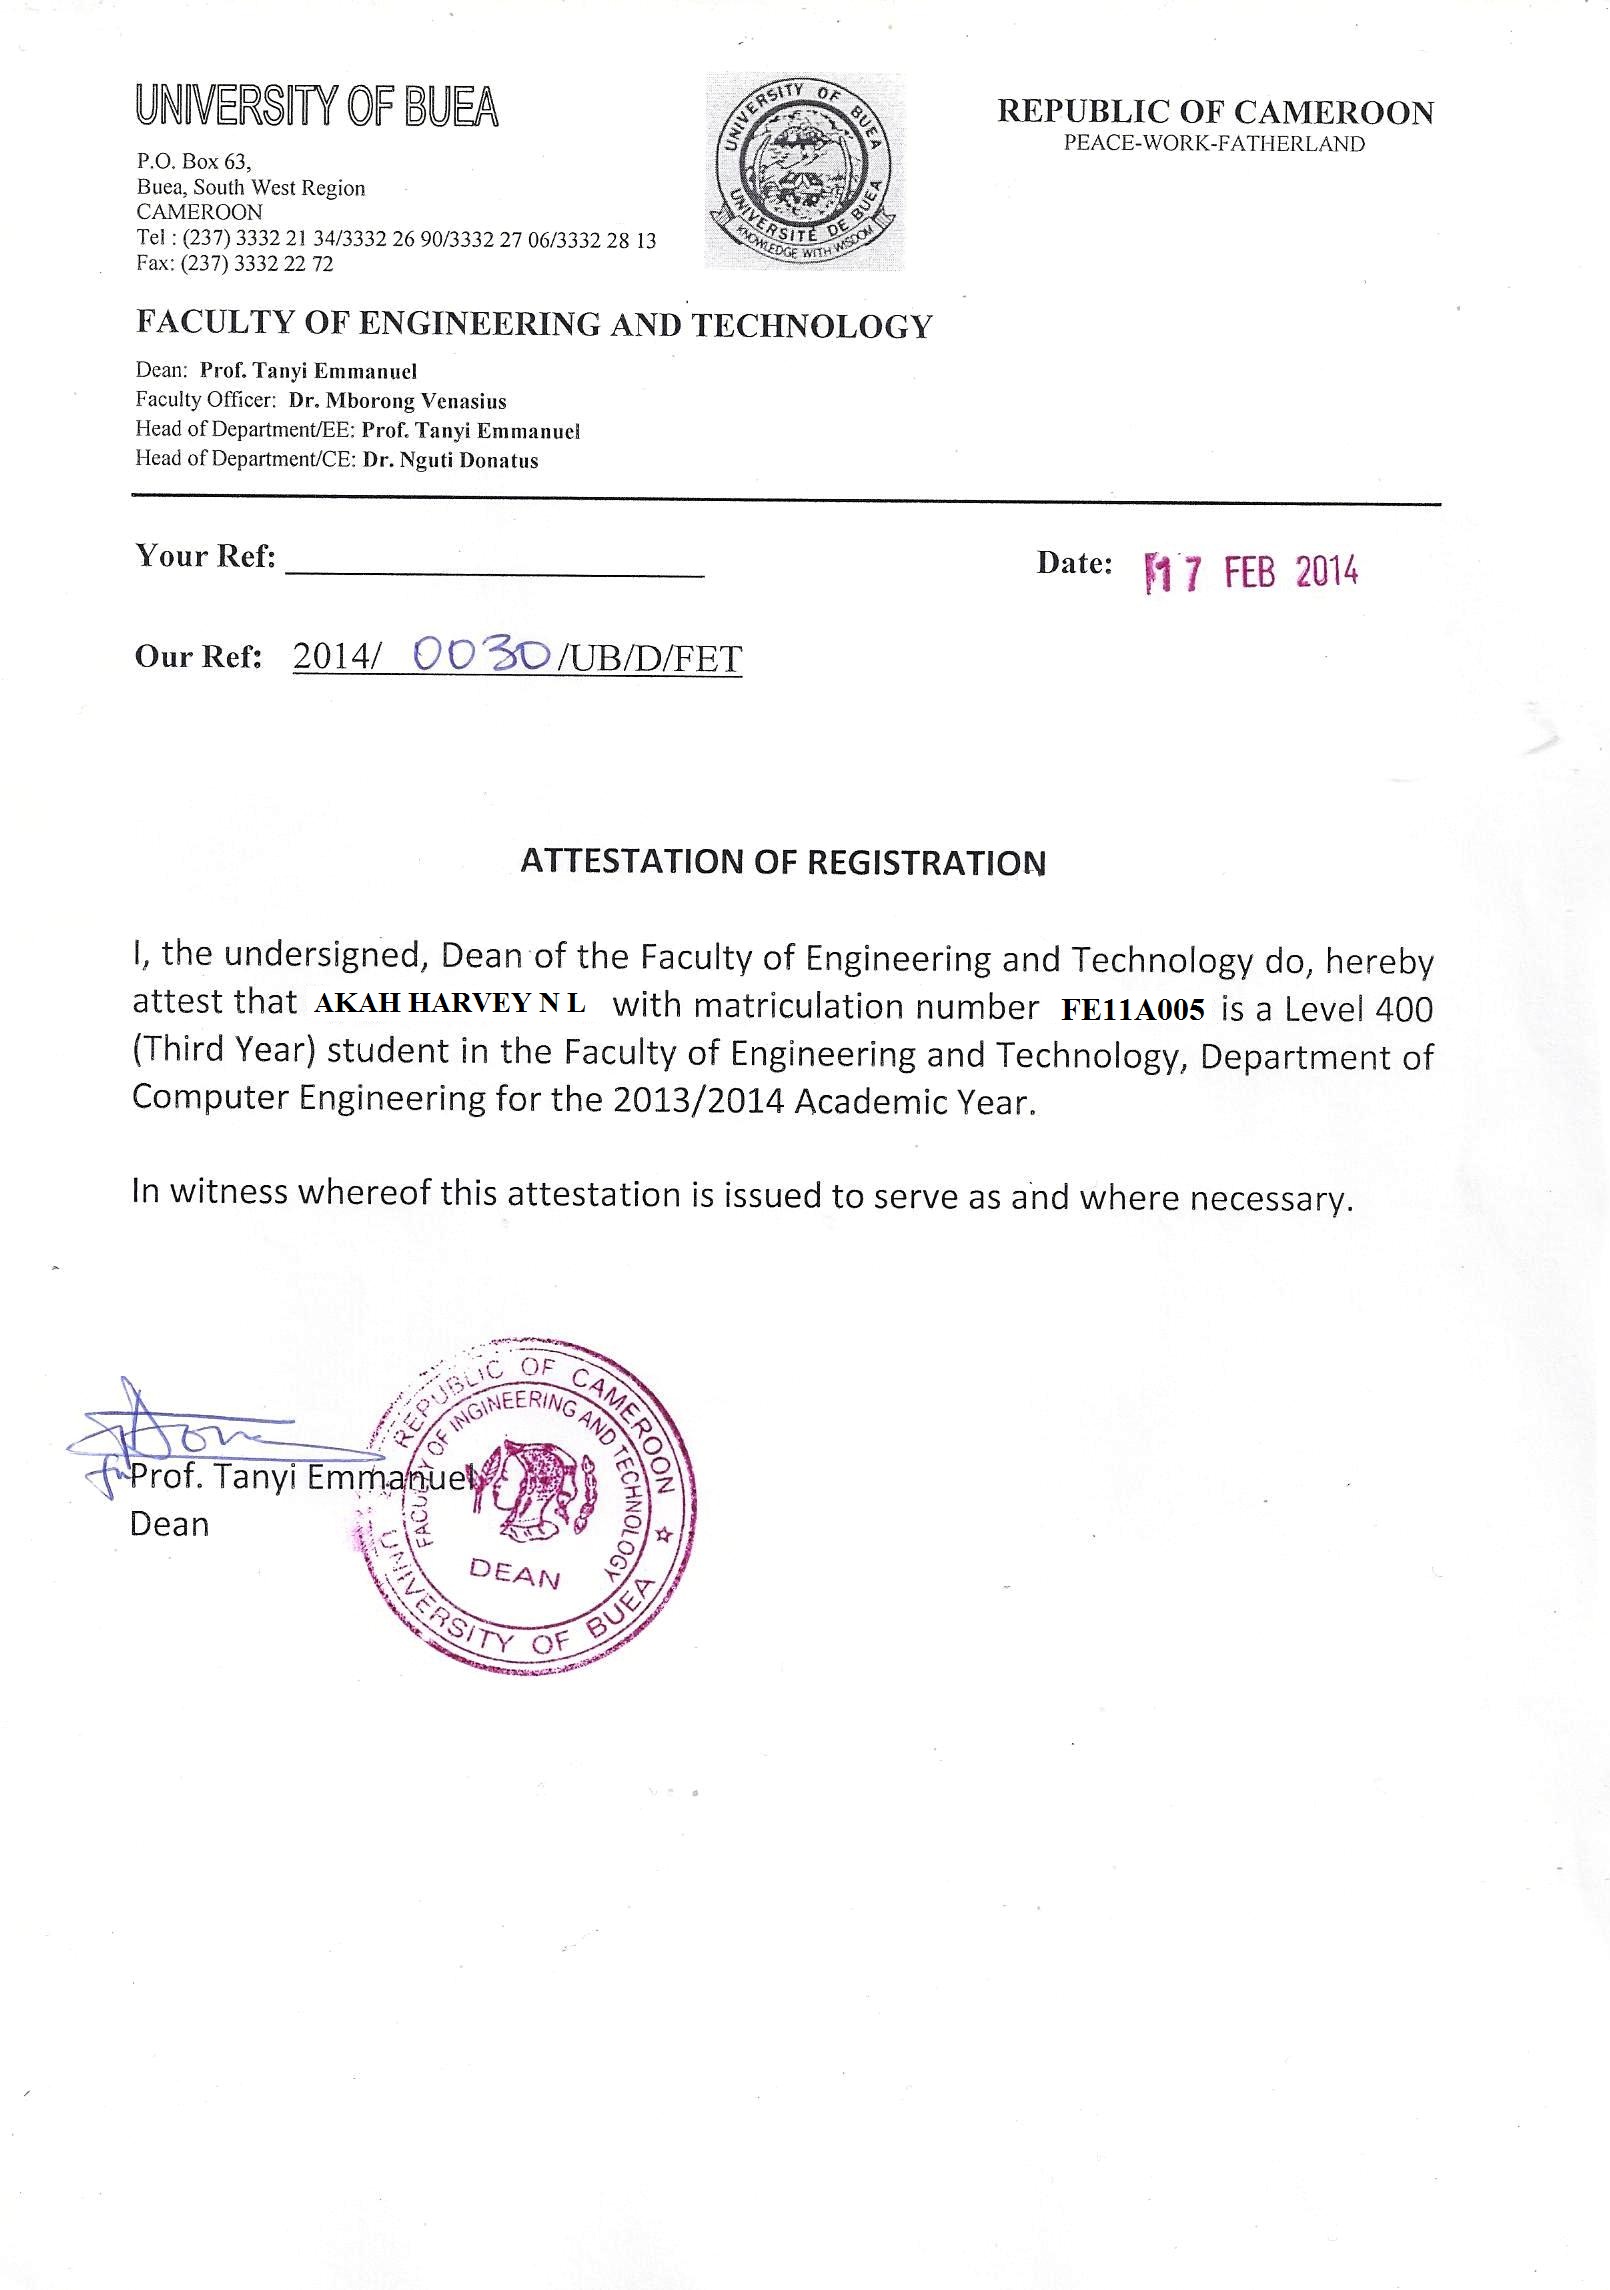 UNIVERSITY OF BUEA
P.O. Box 63,
Buea, South West Region
CAMEROON
Tel : (237) 3332 21 34/3332 26 90/3332 27 06/3332 28 13
Fax: (237) 3332 22 72
UNIVERSITY OF BUEA
UNIVERSITÉ DE BUEA
KNOWLEDGE WITH WISDOM
REPUBLIC OF CAMEROON
PEACE-WORK-FATHERLAND
FACULTY OF ENGINEERING AND TECHNOLOGY
Dean: Prof. Tanyi Emmanuel
Faculty Officer: Dr. Mborong Venasius
Head of Department/EE: Prof. Tanyi Emmanuel
Head of Department/CE: Dr. Nguti Donatus
Your Ref:
Date: 17 FEB 2014
Our Ref: 2014/ 0030 /UB/D/FET
ATTESTATION OF REGISTRATION
I, the undersigned, Dean of the Faculty of Engineering and Technology do, hereby
attest that AKAH HARVEY N L with matriculation number FE11A005 is a Level 400
(Third Year) student in the Faculty of Engineering and Technology, Department of
Computer Engineering for the 2013/2014 Academic Year.
In witness whereof this attestation is issued to serve as and where necessary.
Prof. Tanyi Emmanuel
Dean
REPUBLIC OF CAMEROON
FACULTY OF INGINEERING AND TECHNOLOGY
DEAN
UNIVERSITY OF BUEA